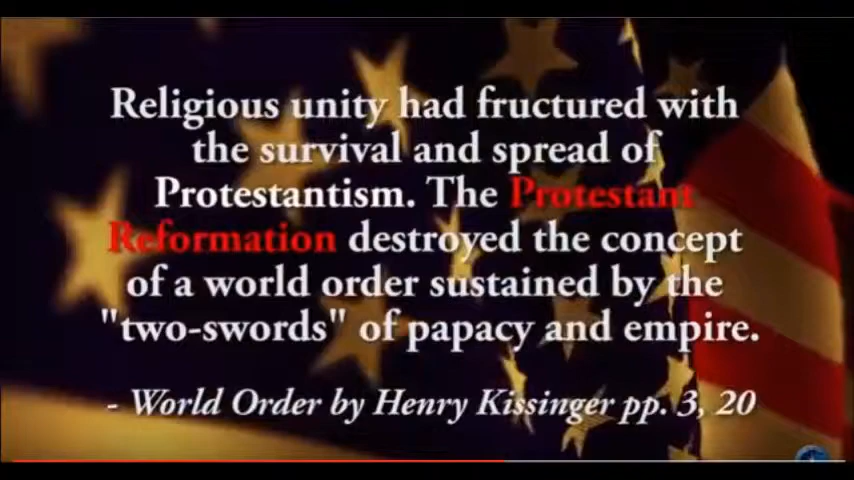 Religious unity had fructured with
the survival and spread of
Protestantism. The Protestant
Reformation destroyed the concept
of a world order sustained by the
"two-swords" of papacy and empire.
- World Order by Henry Kissinger pp. 3, 20